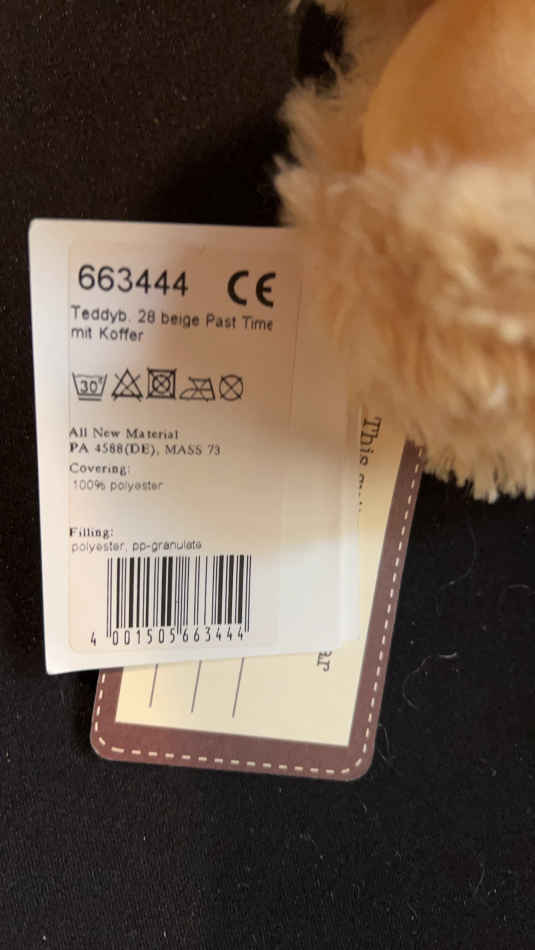 663444 CE
Teddyb. 28 beige Past Time
mit Koffer
30°
All New Material
PA 4588(DE), MASS 73
Covering:
100% polyester
Filling:
polyester, pp-granulate
4 001505 663444
This
ar